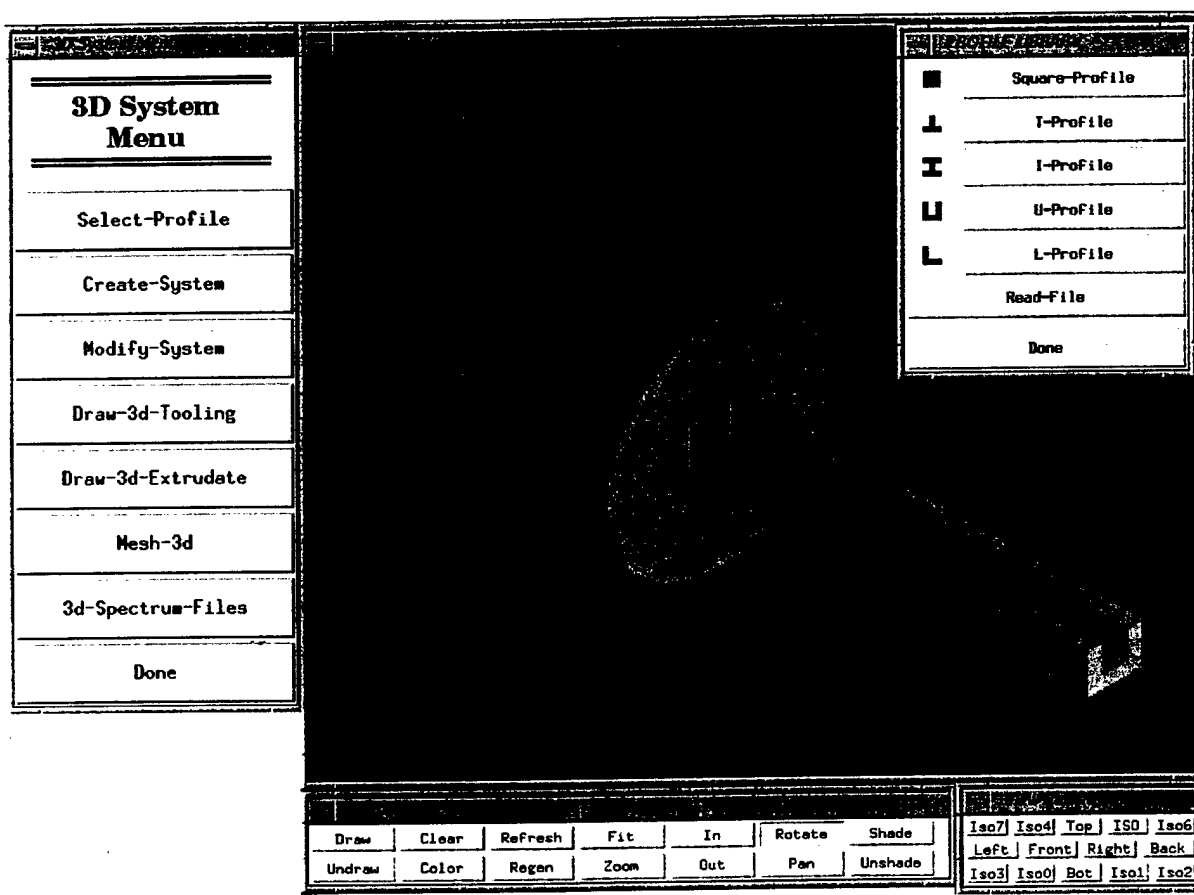 3D System
Menu
Select-Profile
Create-System
Modify-System
Draw-3d-Tooling
Draw-3d-Extrudate
Mesh-3d
3d-Spectrum-Files
Done
Square-Profile
T-Profile
I-Profile
U-Profile
L-Profile
Read-File
Done
Draw Clear Refresh Fit In Rotate Shade
Undraw Color Regen Zoom Out Pan Unshade
Iso7 Iso4 Top ISO Iso6
Left Front Right Back
Iso3 Iso0 Bot Iso1 Iso2